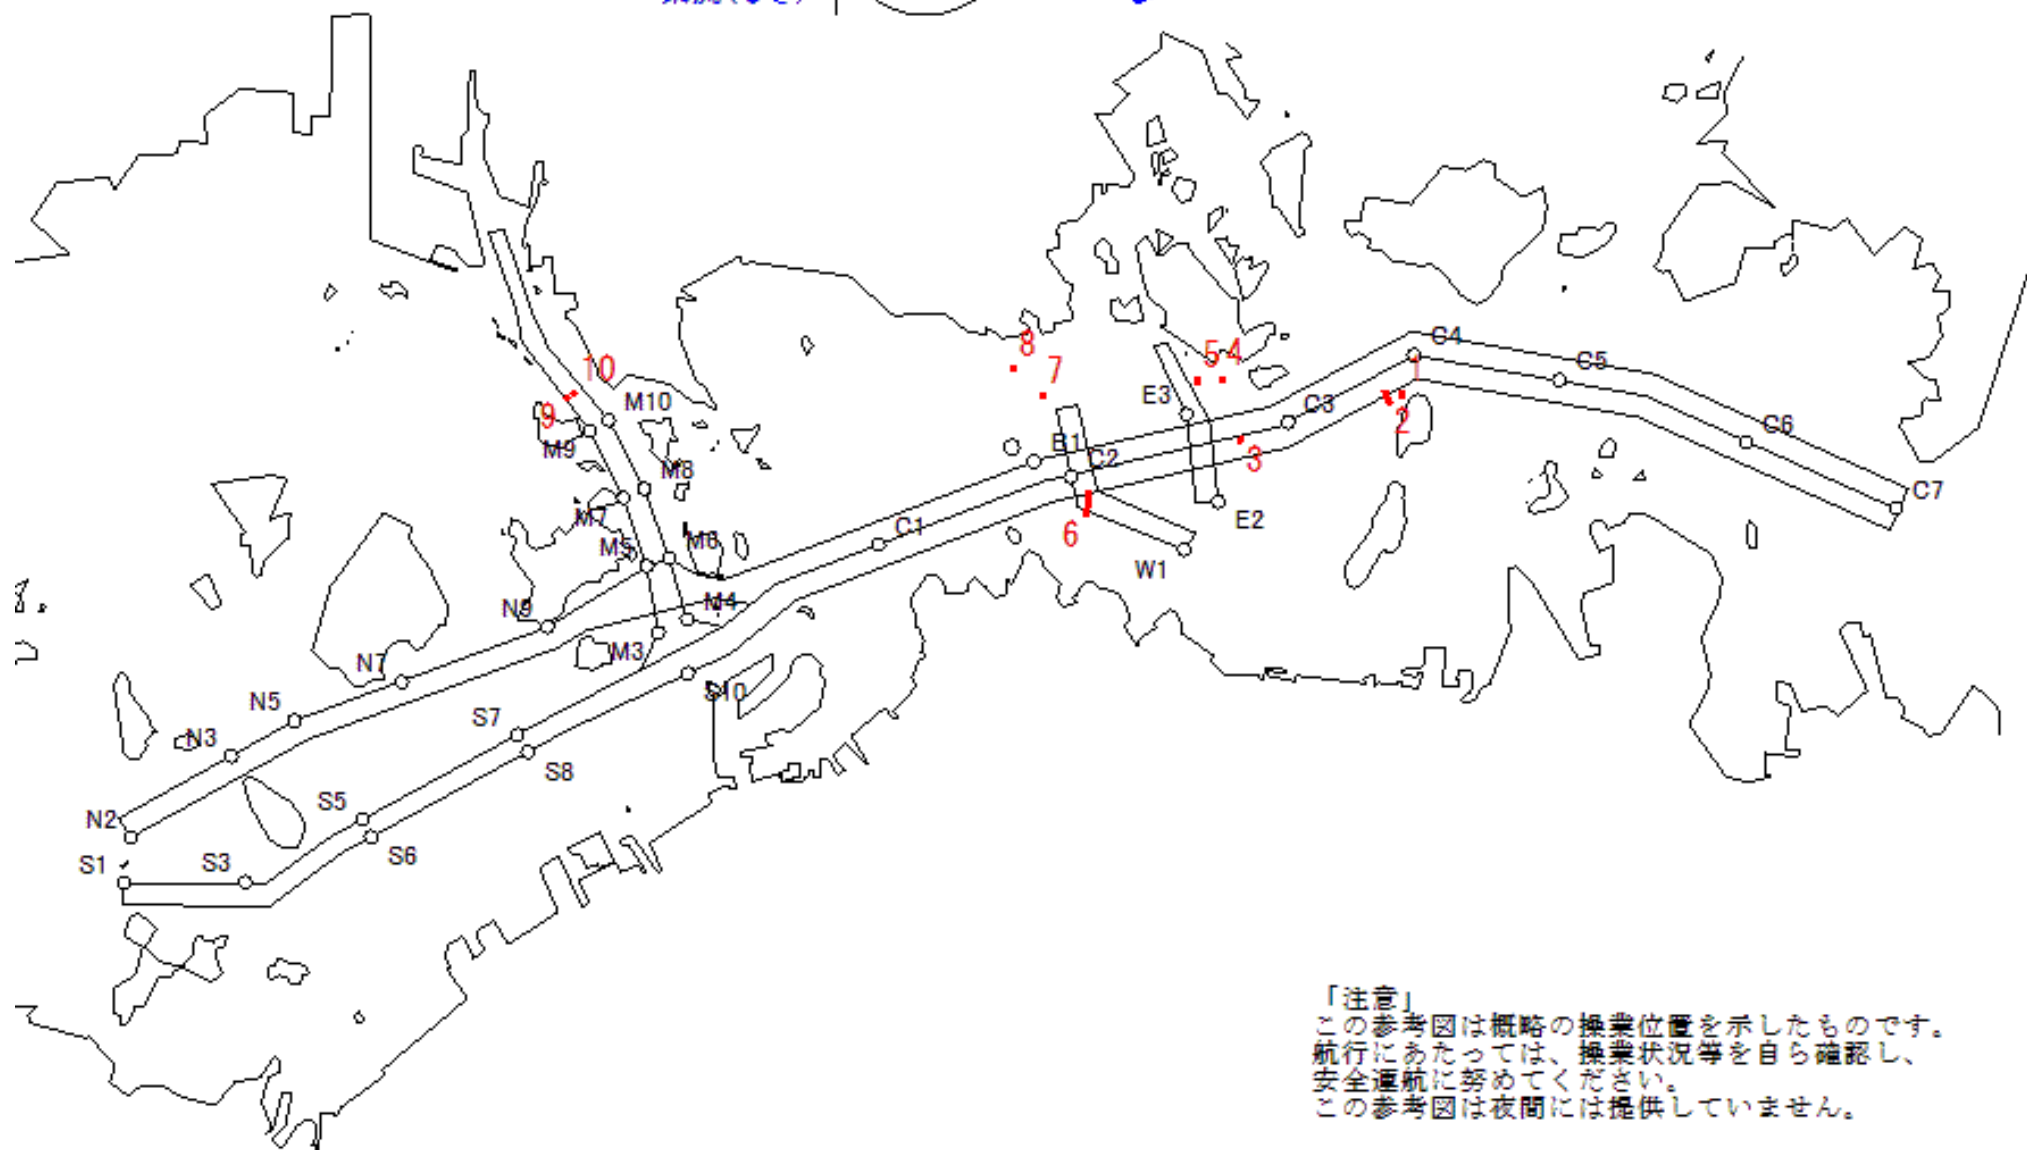 8
7
5
4
C4
1
C5
10
9
M10
M9
E3
C3
2
B1
C2
3
C6
M8
M7
C7
C1
6
E2
M5
M6
W1
N9
M4
M3
N7
S10
N5
S7
N3
S8
N2
S5
S1
S3
S6
「注意」
この参考図は概略の操業位置を示したものです。
航行にあたっては、操業状況等を自ら確認し、
安全運航に努めてください。
この参考図は夜間には提供していません。